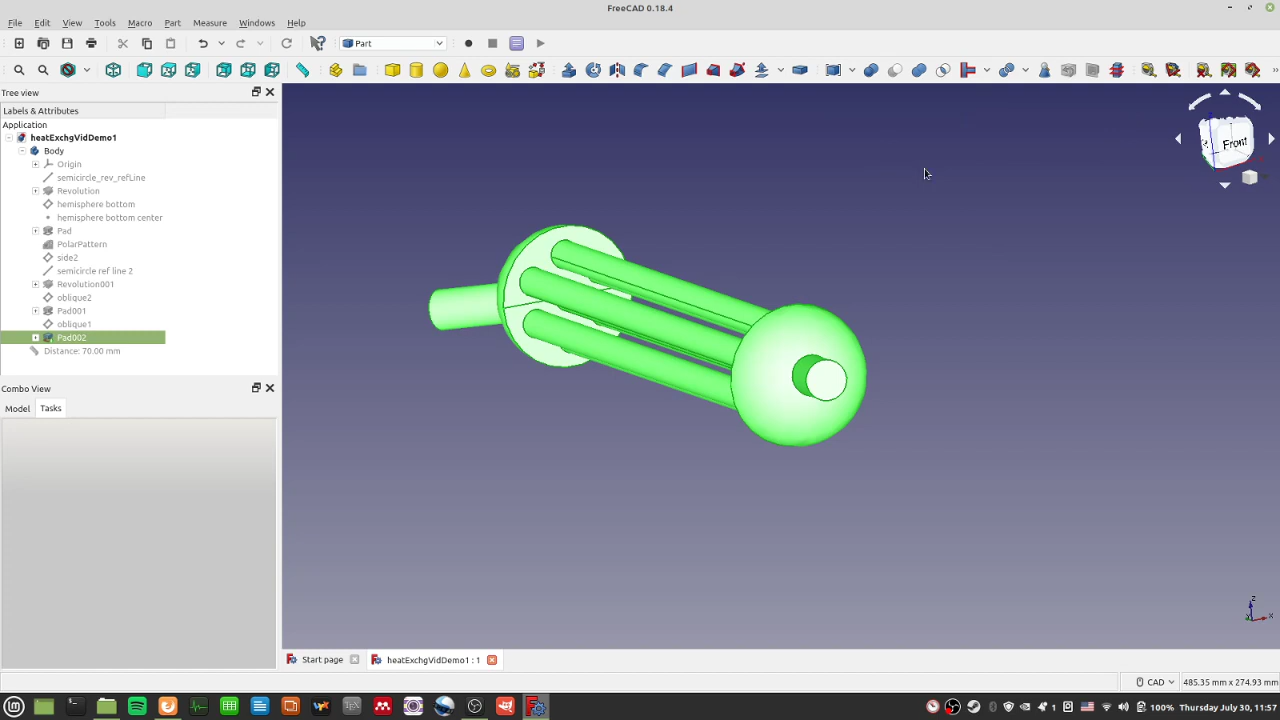 FreeCAD 0.18.4
File Edit View Tools Macro Part Measure Windows Help
Part
Tree view
Labels & Attributes
Application
heatExchgVidDemo1
Body
Origin
semicircle_rev_refLine
Revolution
hemisphere bottom
hemisphere bottom center
Pad
PolarPattern
side2
semicircle ref line 2
Revolution001
oblique2
Pad001
oblique1
Pad002
Distance: 70.00 mm
Combo View
Model Tasks
Front
Start page heatExchgVidDemo1 : 1
CAD 485.35 mm x 274.93 mm
1 100% Thursday July 30, 11:57